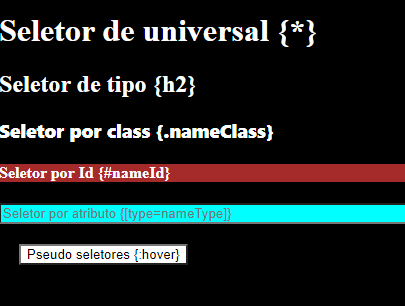 Seletor de universal {*}
Seletor de tipo {h2}
Seletor por class {.nameClass}
Seletor por Id {#nameId}
Seletor por atributo {[type=nameType]}
Pseudo seletores {:hover}